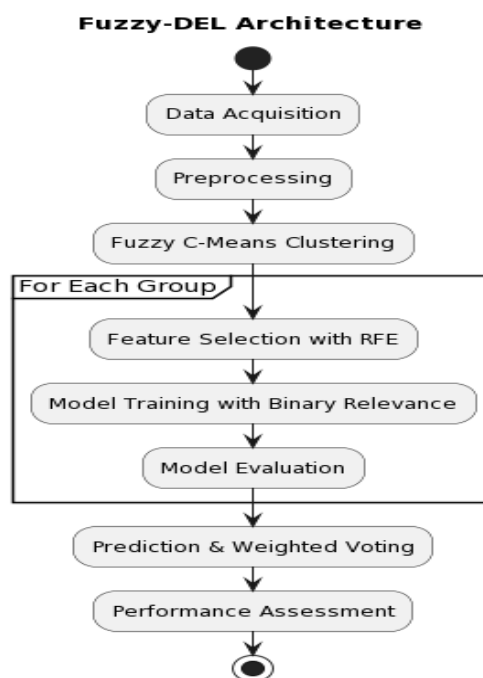 Fuzzy-DEL Architecture
Data Acquisition
Preprocessing
Fuzzy C-Means Clustering
For Each Group
Feature Selection with RFE
Model Training with Binary Relevance
Model Evaluation
Prediction & Weighted Voting
Performance Assessment